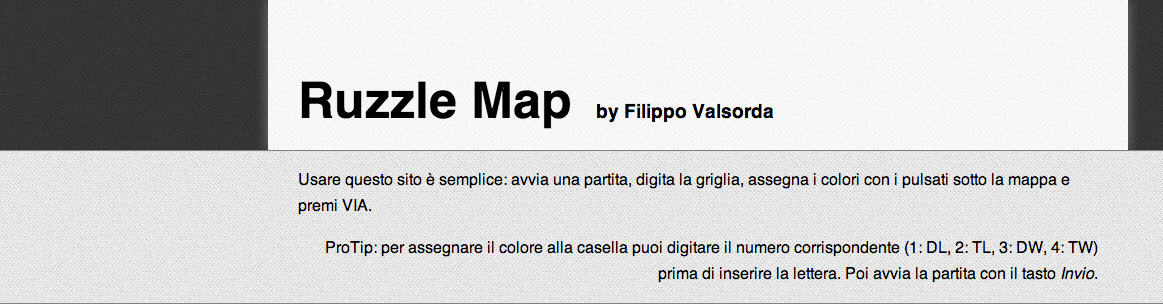 Ruzzle Map by Filippo Valsorda
Usare questo sito è semplice: avvia una partita, digita la griglia, assegna i colori con i pulsati sotto la mappa e
premi VIA.
ProTip: per assegnare il colore alla casella puoi digitare il numero corrispondente (1: DL, 2: TL, 3: DW, 4: TW)
prima di inserire la lettera. Poi avvia la partita con il tasto Invio.